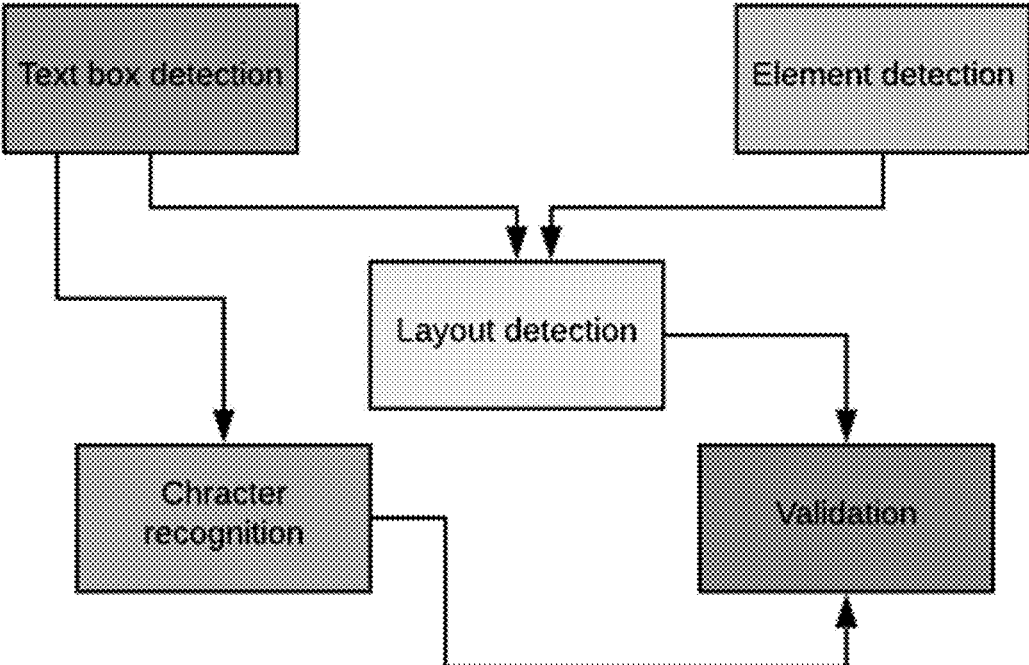 Text box detection
Element detection
Layout detection
Chracter
recognition
Validation